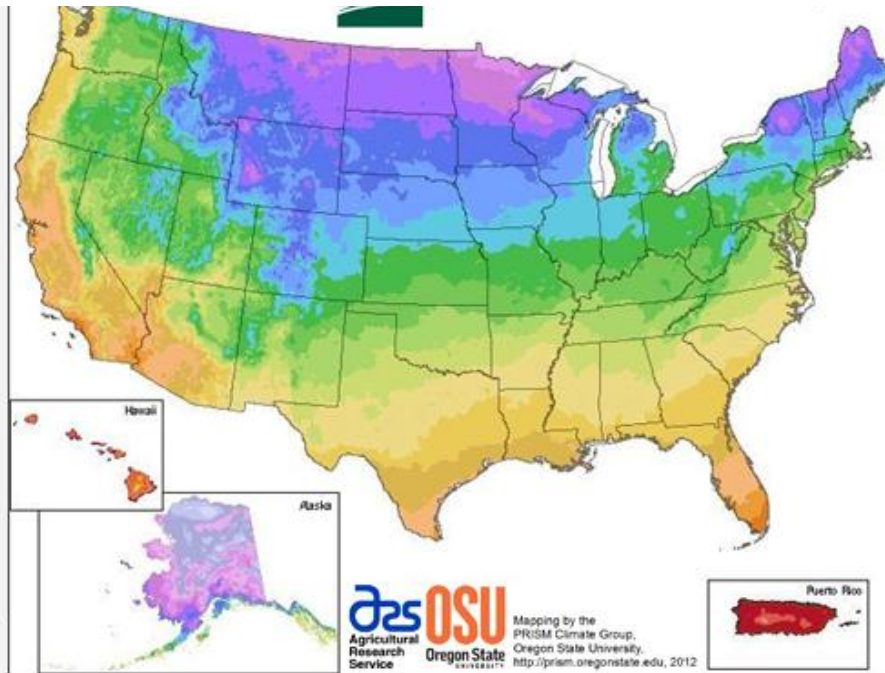 Hawaii
Alaska
Puerto Rico
ars OSU
Agricultural
Research
Service
Oregon State
UNIVERSITY
Mapping by the
PRISM Climate Group,
Oregon State University.
http://prism.oregonstate.edu, 2012